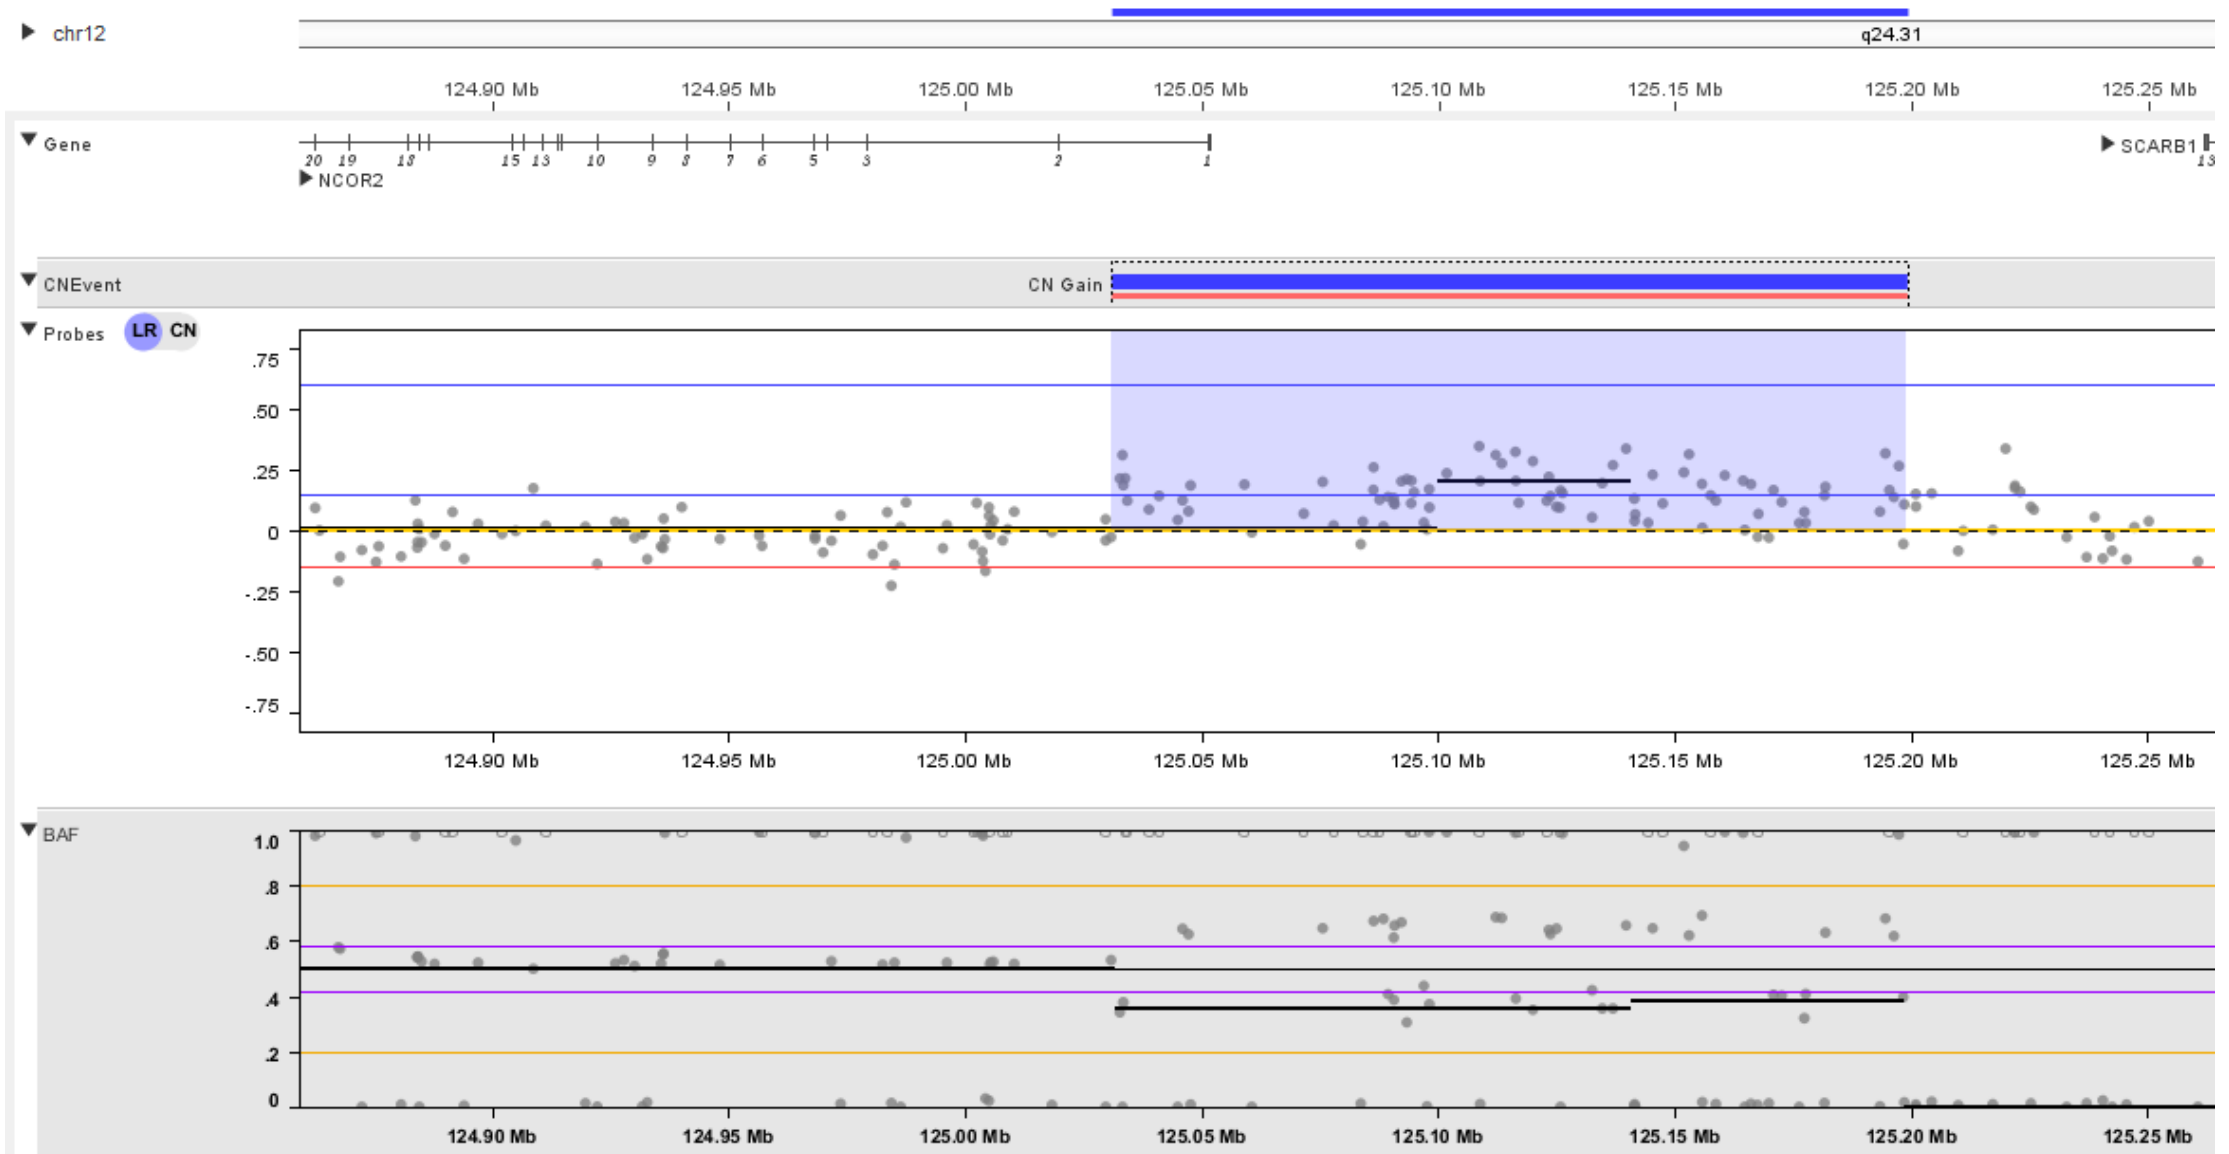 chr12
q24.31
124.90 Mb 124.95 Mb 125.00 Mb 125.05 Mb 125.10 Mb 125.15 Mb 125.20 Mb 125.25 Mb
Gene
20 19 18 15 13 10 9 8 7 6 5 3 2 1
SCARB1
13
NCOR2
CNEvent
CN Gain
Probes LR CN
.75
.50
.25
0
-.25
-.50
-.75
124.90 Mb 124.95 Mb 125.00 Mb 125.05 Mb 125.10 Mb 125.15 Mb 125.20 Mb 125.25 Mb
BAF
1.0
.8
.6
.4
.2
0
124.90 Mb 124.95 Mb 125.00 Mb 125.05 Mb 125.10 Mb 125.15 Mb 125.20 Mb 125.25 Mb